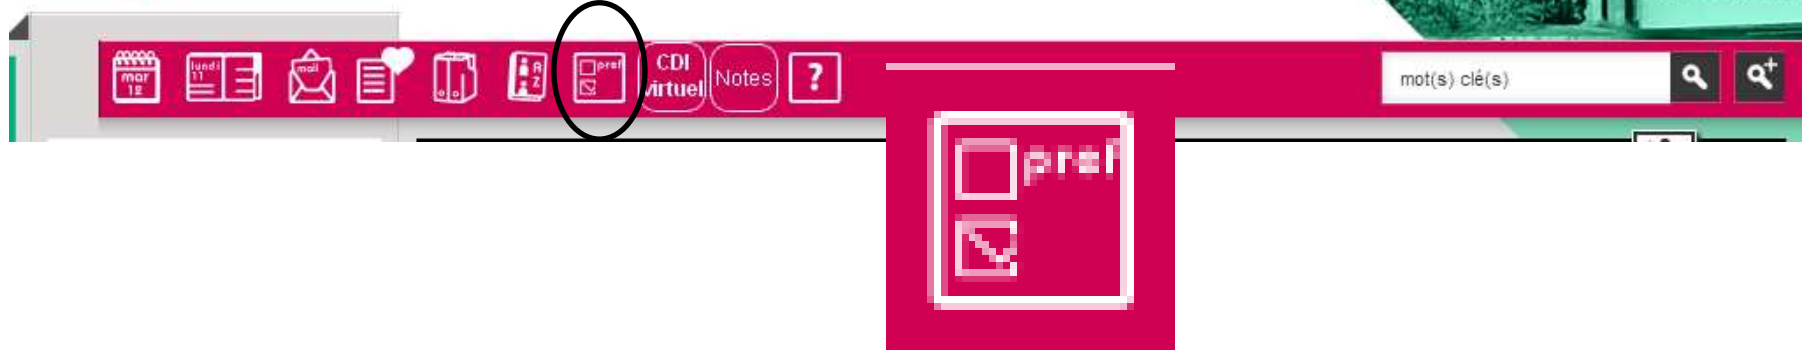 mar
12
lundi
11
mail
A
Z
pref
CDI
virtuel
Notes
?
mot(s) clé(s)
pref